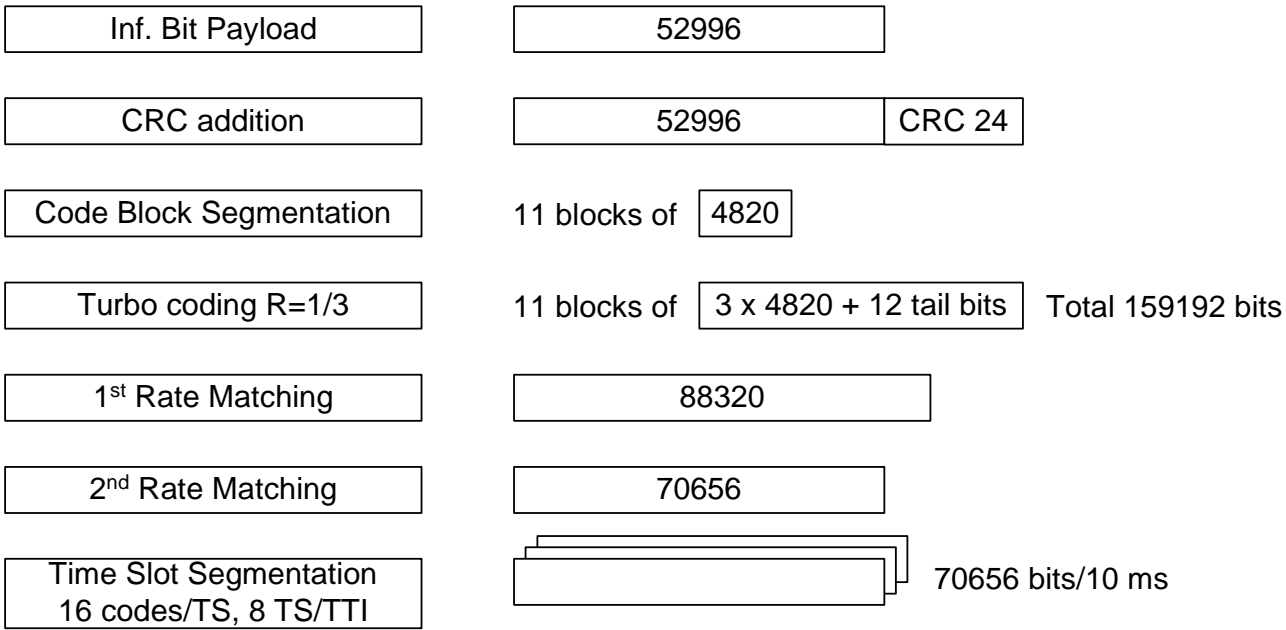 Inf. Bit Payload 52996
CRC addition 52996 CRC 24
Code Block Segmentation 11 blocks of 4820
Turbo coding R=1/3 11 blocks of 3 x 4820 + 12 tail bits Total 159192 bits
1st Rate Matching 88320
2nd Rate Matching 70656
Time Slot Segmentation
16 codes/TS, 8 TS/TTI
70656 bits/10 ms